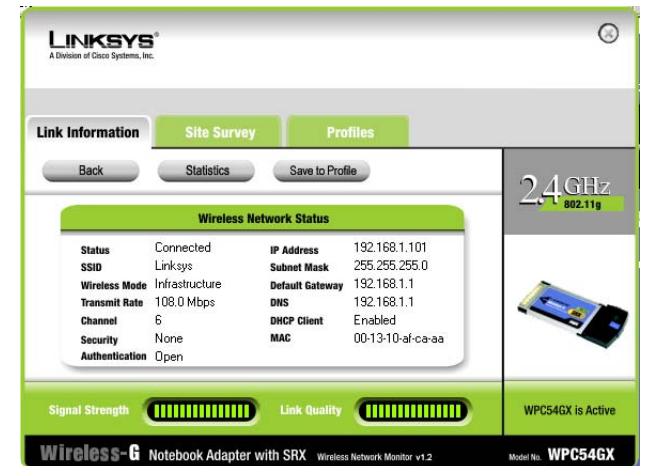 LINKSYS®
A Division of Cisco Systems, Inc.
Link Information Site Survey Profiles
Back Statistics Save to Profile
2.4GHz
802.11g
Wireless Network Status
Status Connected IP Address 192.168.1.101
SSID Linksys Subnet Mask 255.255.255.0
Wireless Mode Infrastructure Default Gateway 192.168.1.1
Transmit Rate 108.0 Mbps DNS 192.168.1.1
Channel 6 DHCP Client Enabled
Security None MAC 00-13-10-af-ca-aa
Authentication Open
Signal Strength Link Quality WPC54GX is Active
Wireless-G Notebook Adapter with SRX Wireless Network Monitor v1.2 Model No. WPC54GX